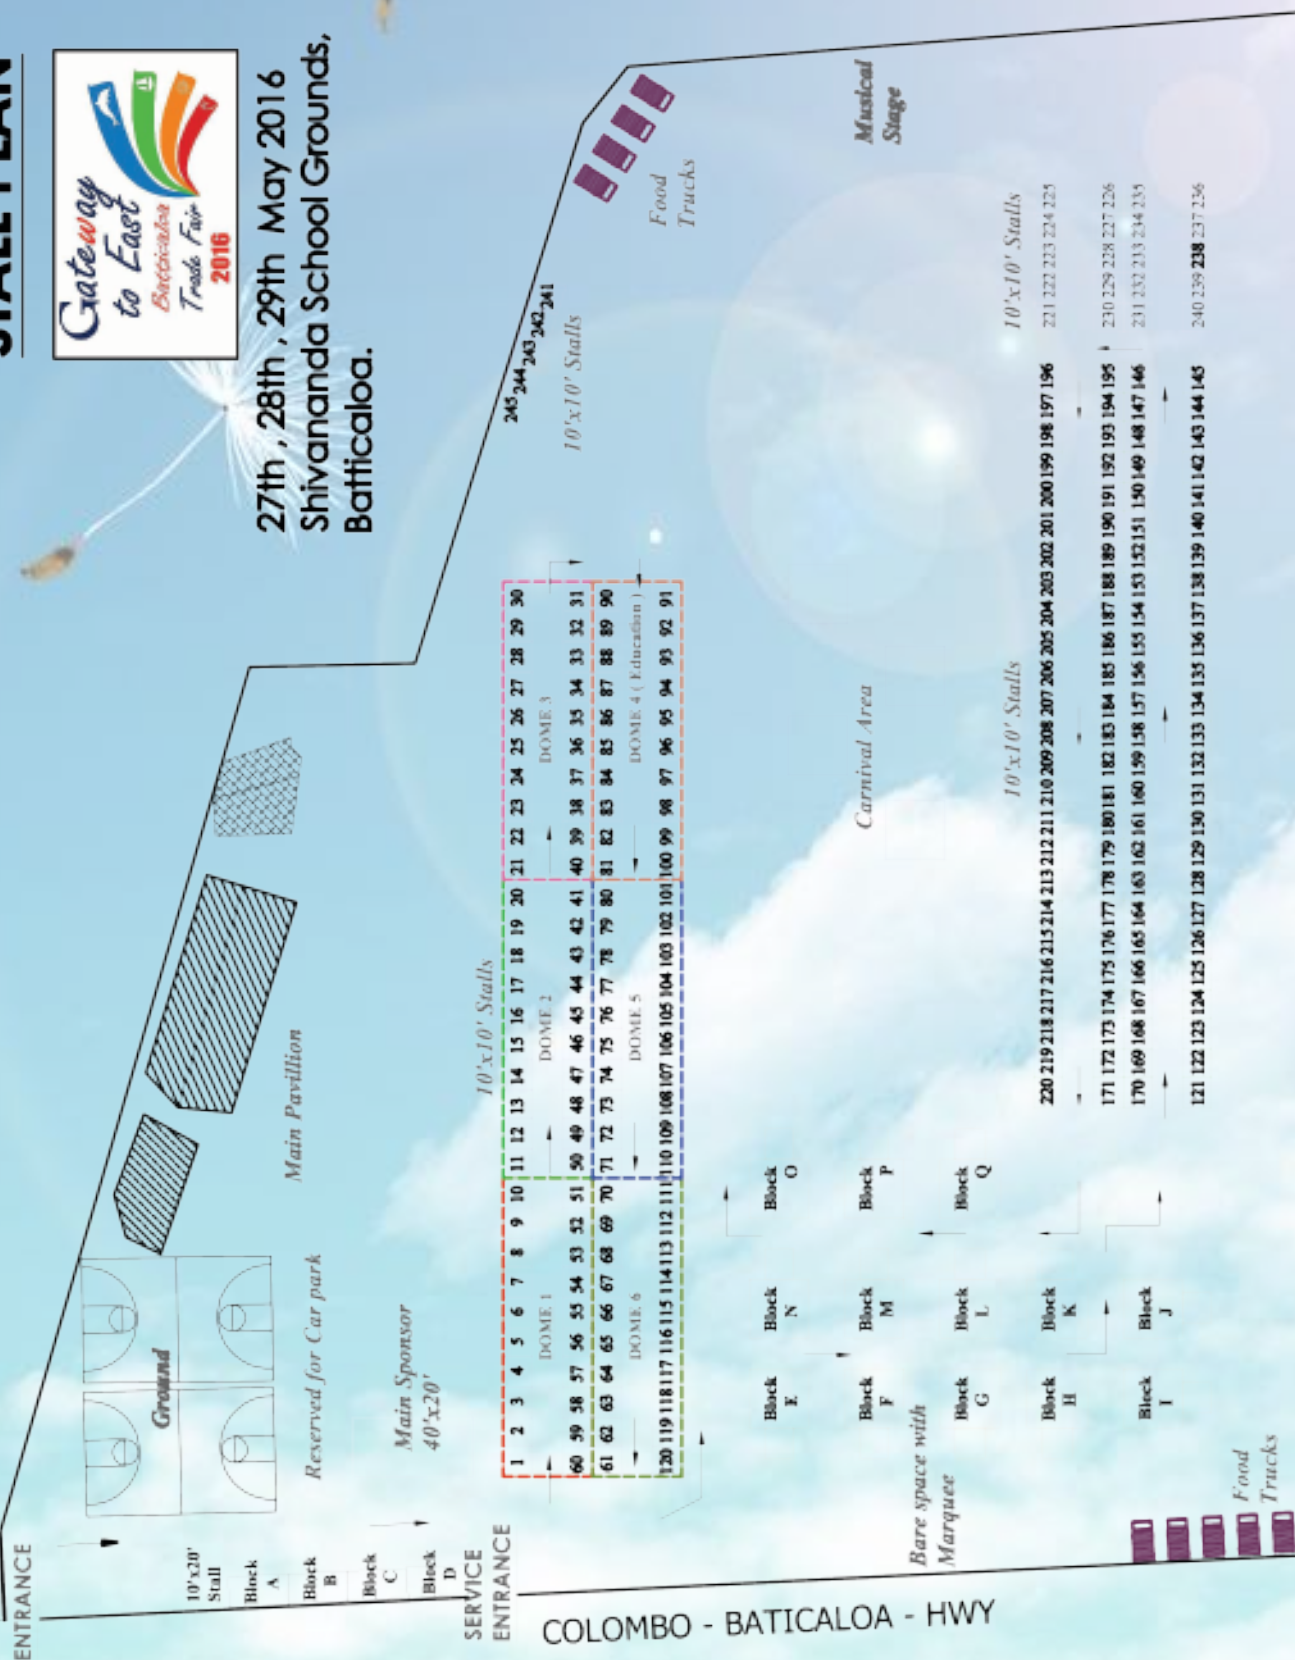 Gateway
to East
Batticaloa
Trade Fair
2016
27th , 28th , 29th May 2016
Shivananda School Grounds,
Batticaloa.
ENTRANCE
Ground
Reserved for Car park
Main Pavillion
10'x20'
Stall
Block
A
Block
B
Block
C
Block
D
Main Sponsor
40'x20'
SERVICE
ENTRANCE
COLOMBO - BATICALOA - HWY
10'x10' Stalls
1 2 3 4 5 6 7 8 9 10 11 12 13 14 15 16 17 18 19 20 21 22 23 24 25 26 27 28 29 30
DOME 1
DOME 2
DOME 3
60 59 58 57 56 55 54 53 52 51 50 49 48 47 46 45 44 43 42 41 40 39 38 37 36 35 34 33 32 31
61 62 63 64 65 66 67 68 69 70 71 72 73 74 75 76 77 78 79 80 81 82 83 84 85 86 87 88 89 90
DOME 6
DOME 5
DOME 4 ( Education )
120 119 118 117 116 115 114 113 112 111 110 109 108 107 106 105 104 103 102 101 100 99 98 97 96 95 94 93 92 91
245 244 243 242 241
10'x10' Stalls
Food
Trucks
Musical
Stage
Carnival Area
Block
E
Block
N
Block
O
Block
F
Block
M
Block
P
Bare space with
Marquee
Block
G
Block
L
Block
Q
Block
H
Block
K
Block
I
Block
J
Food
Trucks
10'x10' Stalls
10'x10' Stalls
220 219 218 217 216 215 214 213 212 211 210 209 208 207 206 205 204 203 202 201 200 199 198 197 196
221 222 223 224 225
171 172 173 174 175 176 177 178 179 180 181 182 183 184 185 186 187 188 189 190 191 192 193 194 195
230 229 228 227 226
170 169 168 167 166 165 164 163 162 161 160 159 158 157 156 155 154 153 152 151 150 149 148 147 146
231 232 233 234 235
121 122 123 124 125 126 127 128 129 130 131 132 133 134 135 136 137 138 139 140 141 142 143 144 145
240 239 238 237 236